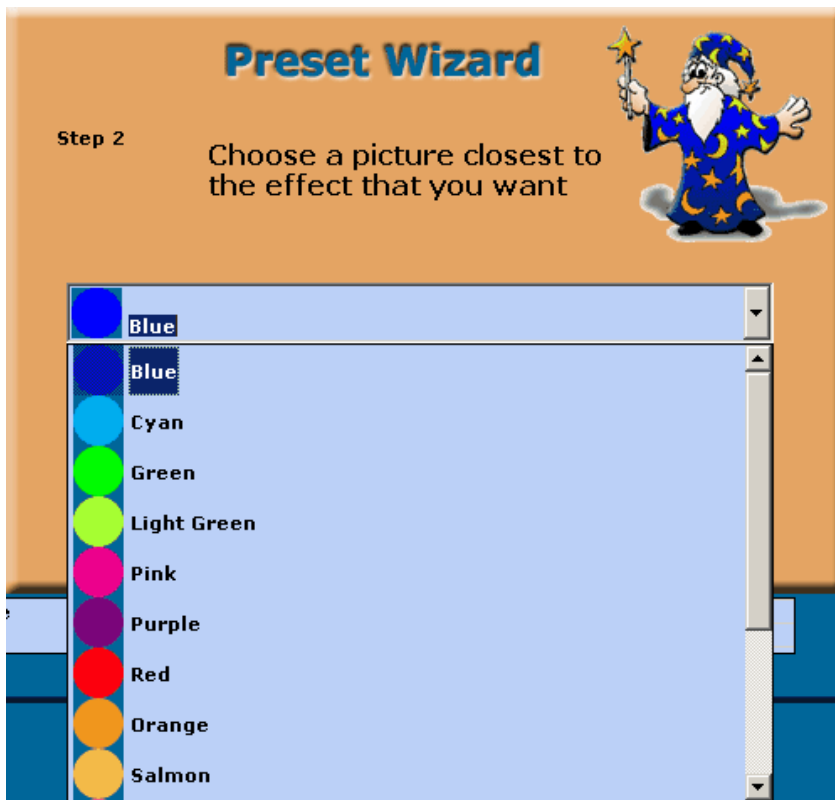 Preset Wizard
Step 2
Choose a picture closest to
the effect that you want
Blue
Blue
Cyan
Green
Light Green
Pink
Purple
Red
Orange
Salmon